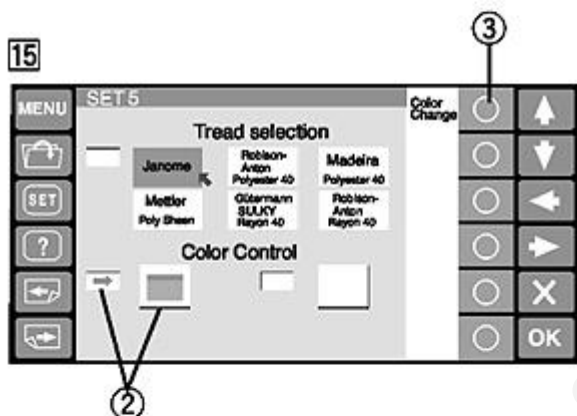 ③
15
MENU
SET 5
Color
Change
Tread selection
Janome
Robison-
Anton
Polyester 40
Madeira
Polyester 40
SET
Mettler
Poly Sheen
Gütermann
SULKY
Rayon 40
Robison-
Anton
Rayon 40
?
Color Control
X
OK
②